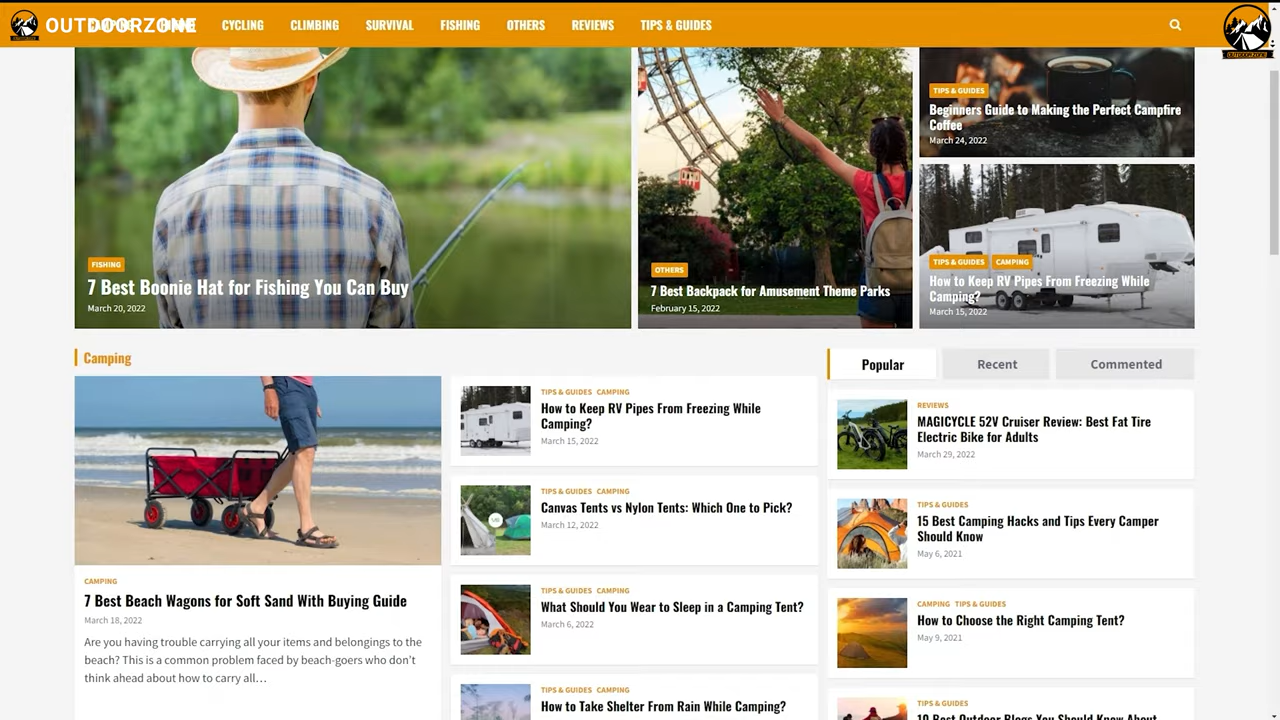 OUTDOORZONE
CYCLING
CLIMBING
SURVIVAL
FISHING
OTHERS
REVIEWS
TIPS & GUIDES
OUTDOORZONE
FISHING
7 Best Boonie Hat for Fishing You Can Buy
March 20, 2022
OTHERS
7 Best Backpack for Amusement Theme Parks
February 15, 2022
TIPS & GUIDES
Beginners Guide to Making the Perfect Campfire
Coffee
March 24, 2022
TIPS & GUIDES CAMPING
How to Keep RV Pipes From Freezing While
Camping?
March 15, 2022
Camping
CAMPING
7 Best Beach Wagons for Soft Sand With Buying Guide
March 18, 2022
Are you having trouble carrying all your items and belongings to the
beach? This is a common problem faced by beach-goers who don't
think ahead about how to carry all…
TIPS & GUIDES CAMPING
How to Keep RV Pipes From Freezing While
Camping?
March 15, 2022
TIPS & GUIDES CAMPING
Canvas Tents vs Nylon Tents: Which One to Pick?
March 12, 2022
VS
TIPS & GUIDES CAMPING
What Should You Wear to Sleep in a Camping Tent?
March 6, 2022
TIPS & GUIDES CAMPING
How to Take Shelter From Rain While Camping?
Popular
Recent
Commented
REVIEWS
MAGICYCLE 52V Cruiser Review: Best Fat Tire
Electric Bike for Adults
March 29, 2022
TIPS & GUIDES
15 Best Camping Hacks and Tips Every Camper
Should Know
May 6, 2021
CAMPING TIPS & GUIDES
How to Choose the Right Camping Tent?
May 9, 2021
TIPS & GUIDES
10 Best Outdoor Blogs You Should Know About